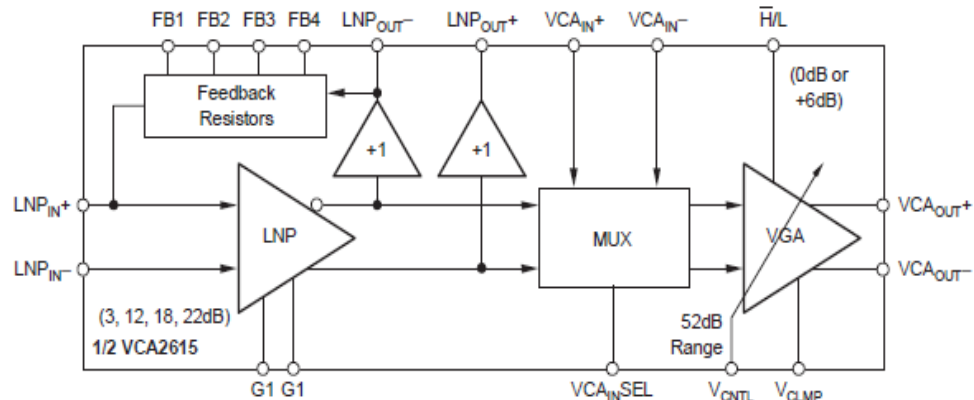 FB1 FB2 FB3 FB4 LNPOUT− LNPOUT+ VCAIN+ VCAIN− H̅/L
(0dB or
+6dB)
Feedback
Resistors
+1 +1
LNPIN+
LNP
MUX
VGA
VCAOUT+
LNPIN−
VCAOUT−
(3, 12, 18, 22dB)
52dB
Range
1/2 VCA2615
G1 G1 VCAINSEL VCNTL VCLMP